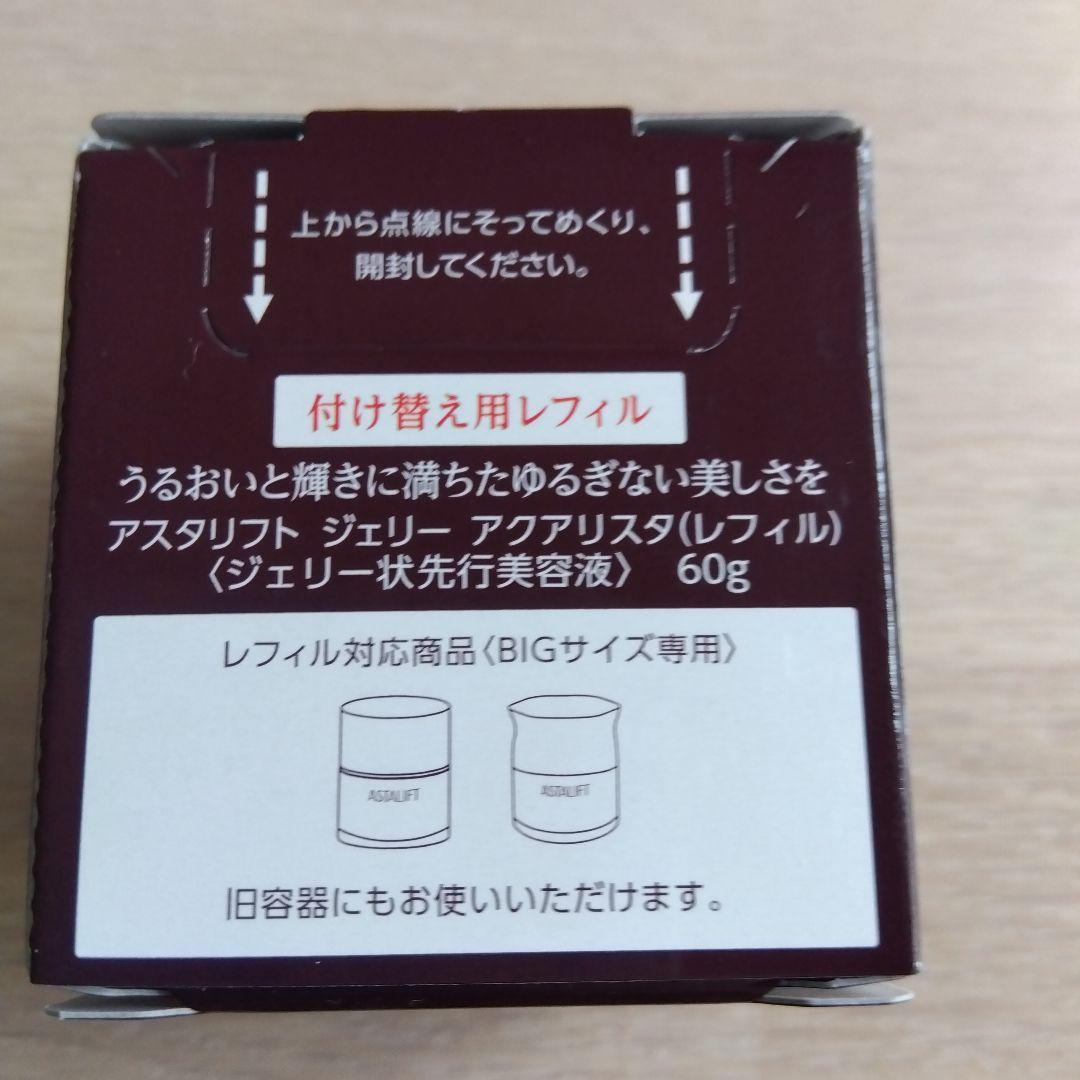 上から点線にそってめくり、
開封してください。
付け替え用レフィル
うるおいと輝きに満ちたゆるぎない美しさを
アスタリフト ジェリー アクアリスタ(レフィル)
〈ジェリー状先行美容液〉 60g
レフィル対応商品〈BIGサイズ専用〉
ASTALIFT ASTALIFT
旧容器にもお使いいただけます。